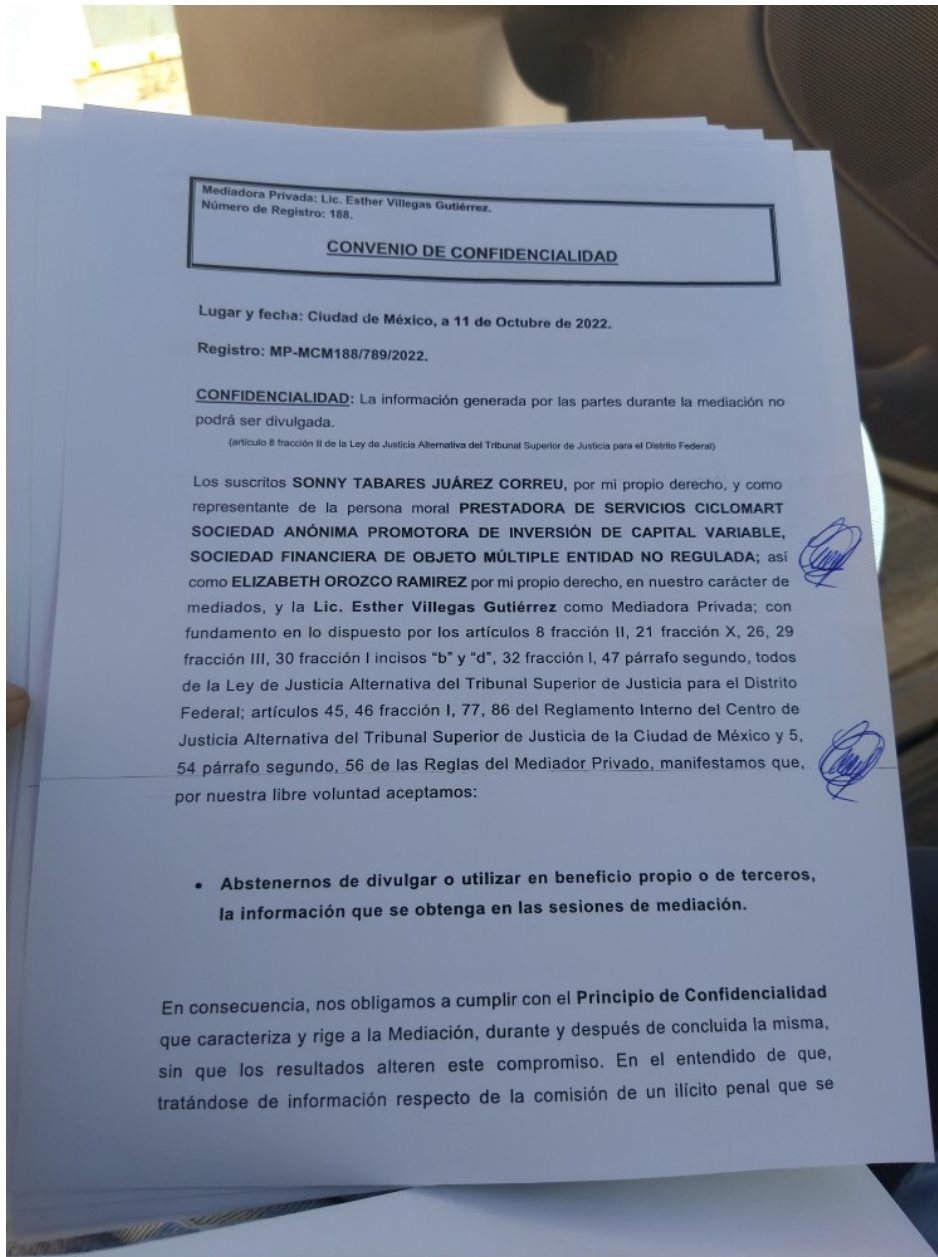 Mediadora Privada: Lic. Esther Villegas Gutiérrez.
Número de Registro: 188.
CONVENIO DE CONFIDENCIALIDAD
Lugar y fecha: Ciudad de México, a 11 de Octubre de 2022.
Registro: MP-MCM188/789/2022.
CONFIDENCIALIDAD: La información generada por las partes durante la mediación no
podrá ser divulgada.
(artículo 8 fracción II de la Ley de Justicia Alternativa del Tribunal Superior de Justicia para el Distrito Federal)
Los suscritos SONNY TABARES JUÁREZ CORREU, por mi propio derecho, y como
representante de la persona moral PRESTADORA DE SERVICIOS CICLOMART
SOCIEDAD ANÓNIMA PROMOTORA DE INVERSIÓN DE CAPITAL VARIABLE,
SOCIEDAD FINANCIERA DE OBJETO MÚLTIPLE ENTIDAD NO REGULADA; así
como ELIZABETH OROZCO RAMIREZ por mi propio derecho, en nuestro carácter de
mediados, y la Lic. Esther Villegas Gutiérrez como Mediadora Privada; con
fundamento en lo dispuesto por los artículos 8 fracción II, 21 fracción X, 26, 29
fracción III, 30 fracción I incisos “b” y “d”, 32 fracción I, 47 párrafo segundo, todos
de la Ley de Justicia Alternativa del Tribunal Superior de Justicia para el Distrito
Federal; artículos 45, 46 fracción I, 77, 86 del Reglamento Interno del Centro de
Justicia Alternativa del Tribunal Superior de Justicia de la Ciudad de México y 5,
54 párrafo segundo, 56 de las Reglas del Mediador Privado, manifestamos que,
por nuestra libre voluntad aceptamos:
• Abstenernos de divulgar o utilizar en beneficio propio o de terceros,
la información que se obtenga en las sesiones de mediación.
En consecuencia, nos obligamos a cumplir con el Principio de Confidencialidad
que caracteriza y rige a la Mediación, durante y después de concluida la misma,
sin que los resultados alteren este compromiso. En el entendido de que,
tratándose de información respecto de la comisión de un ilícito penal que se